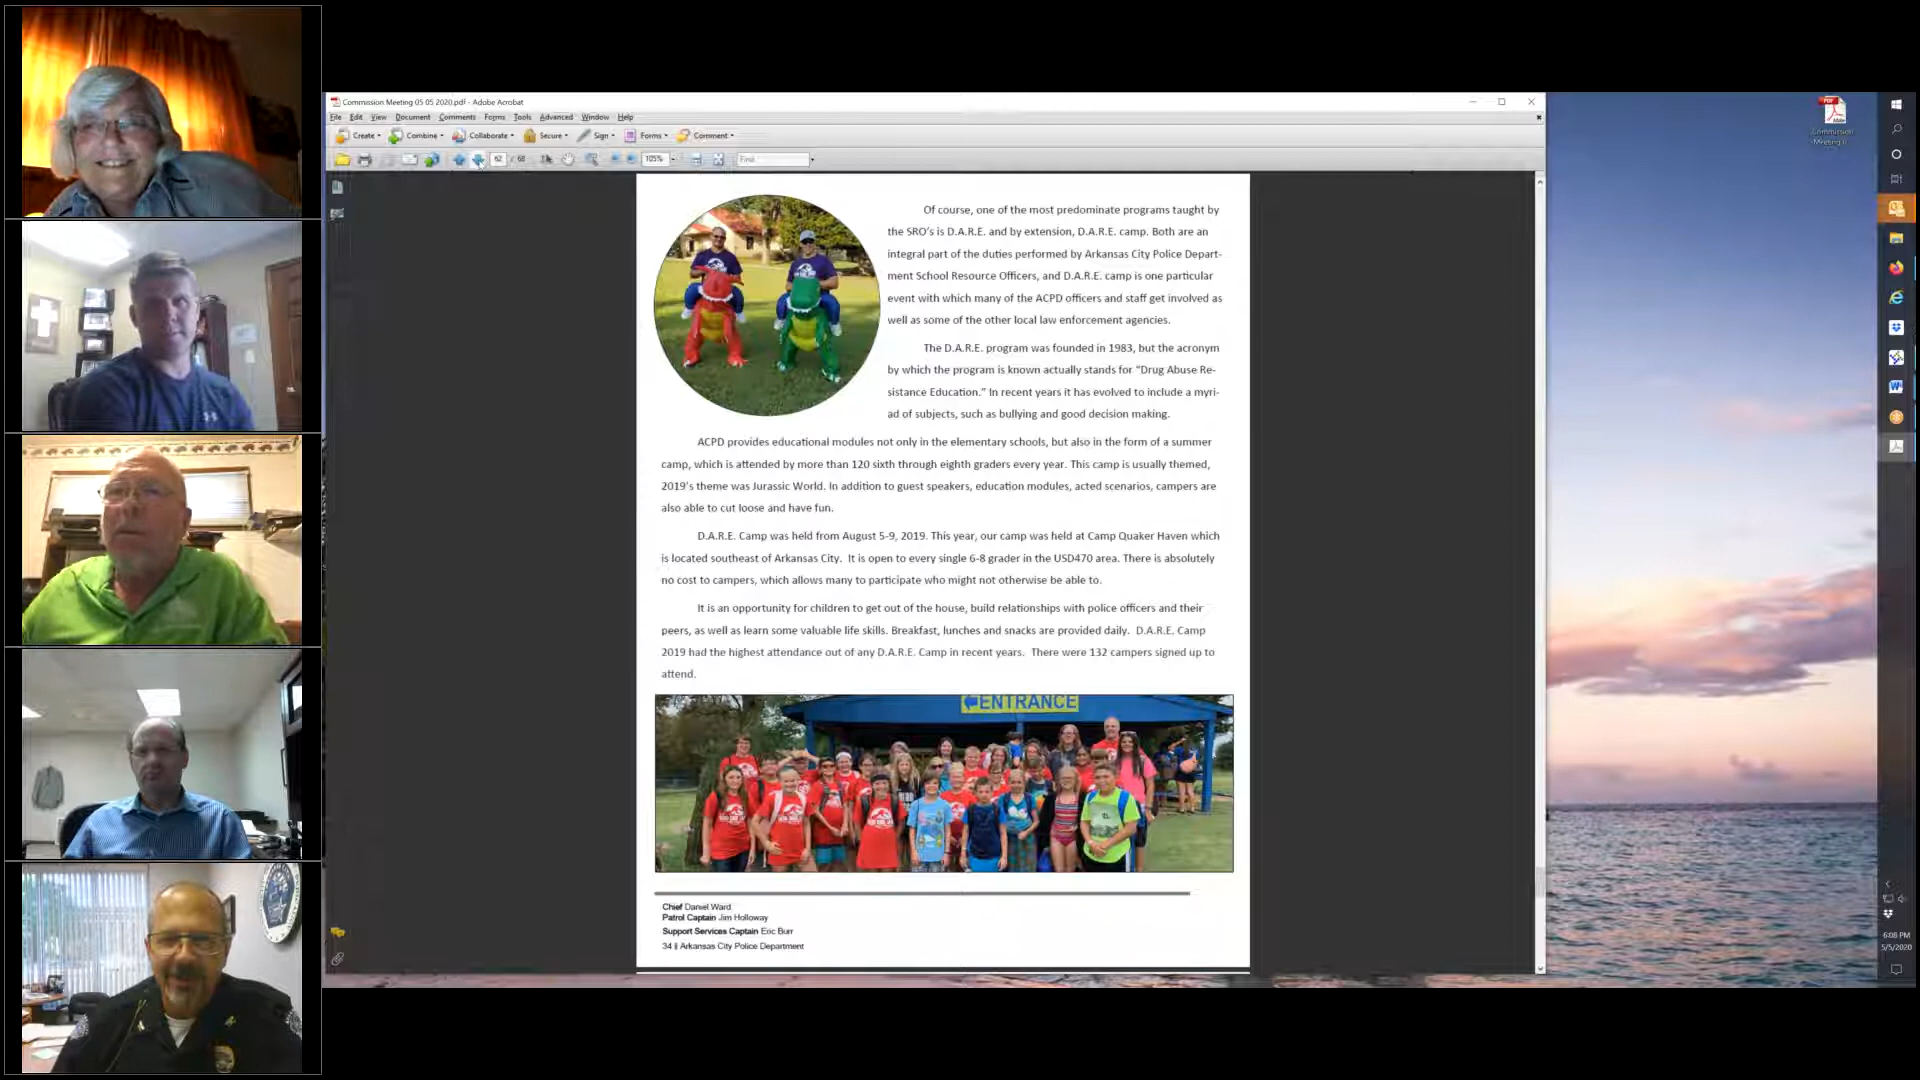 Commission Meeting 05 05 2020.pdf - Adobe Acrobat
File Edit View Document Comments Forms Tools Advanced Window Help
Create Combine Collaborate Secure Sign Forms Comment
62 / 68 105% Find
Of course, one of the most predominate programs taught by
the SRO's is D.A.R.E. and by extension, D.A.R.E. camp. Both are an
integral part of the duties performed by Arkansas City Police Depart-
ment School Resource Officers, and D.A.R.E. camp is one particular
event with which many of the ACPD officers and staff get involved as
well as some of the other local law enforcement agencies.
The D.A.R.E. program was founded in 1983, but the acronym
by which the program is known actually stands for “Drug Abuse Re-
sistance Education.” In recent years it has evolved to include a myri-
ad of subjects, such as bullying and good decision making.
ACPD provides educational modules not only in the elementary schools, but also in the form of a summer
camp, which is attended by more than 120 sixth through eighth graders every year. This camp is usually themed,
2019's theme was Jurassic World. In addition to guest speakers, education modules, acted scenarios, campers are
also able to cut loose and have fun.
D.A.R.E. Camp was held from August 5-9, 2019. This year, our camp was held at Camp Quaker Haven which
is located southeast of Arkansas City. It is open to every single 6-8 grader in the USD470 area. There is absolutely
no cost to campers, which allows many to participate who might not otherwise be able to.
It is an opportunity for children to get out of the house, build relationships with police officers and their
peers, as well as learn some valuable life skills. Breakfast, lunches and snacks are provided daily. D.A.R.E. Camp
2019 had the highest attendance out of any D.A.R.E. Camp in recent years. There were 132 campers signed up to
attend.
ENTRANCE
Chief Daniel Ward
Patrol Captain Jim Holloway
Support Services Captain Eric Burr
34 || Arkansas City Police Department
Commission
Meeting 0...
6:08 PM
5/5/2020